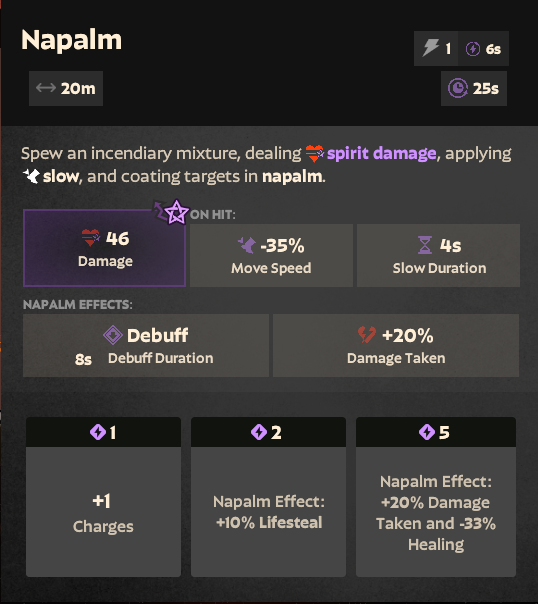 Napalm
1 6s
20m 25s
Spew an incendiary mixture, dealing spirit damage, applying
slow, and coating targets in napalm.
ON HIT:
46
Damage
-35%
Move Speed
4s
Slow Duration
NAPALM EFFECTS:
Debuff
8s Debuff Duration
+20%
Damage Taken
1
+1
Charges
2
Napalm Effect:
+10% Lifesteal
5
Napalm Effect:
+20% Damage
Taken and -33%
Healing